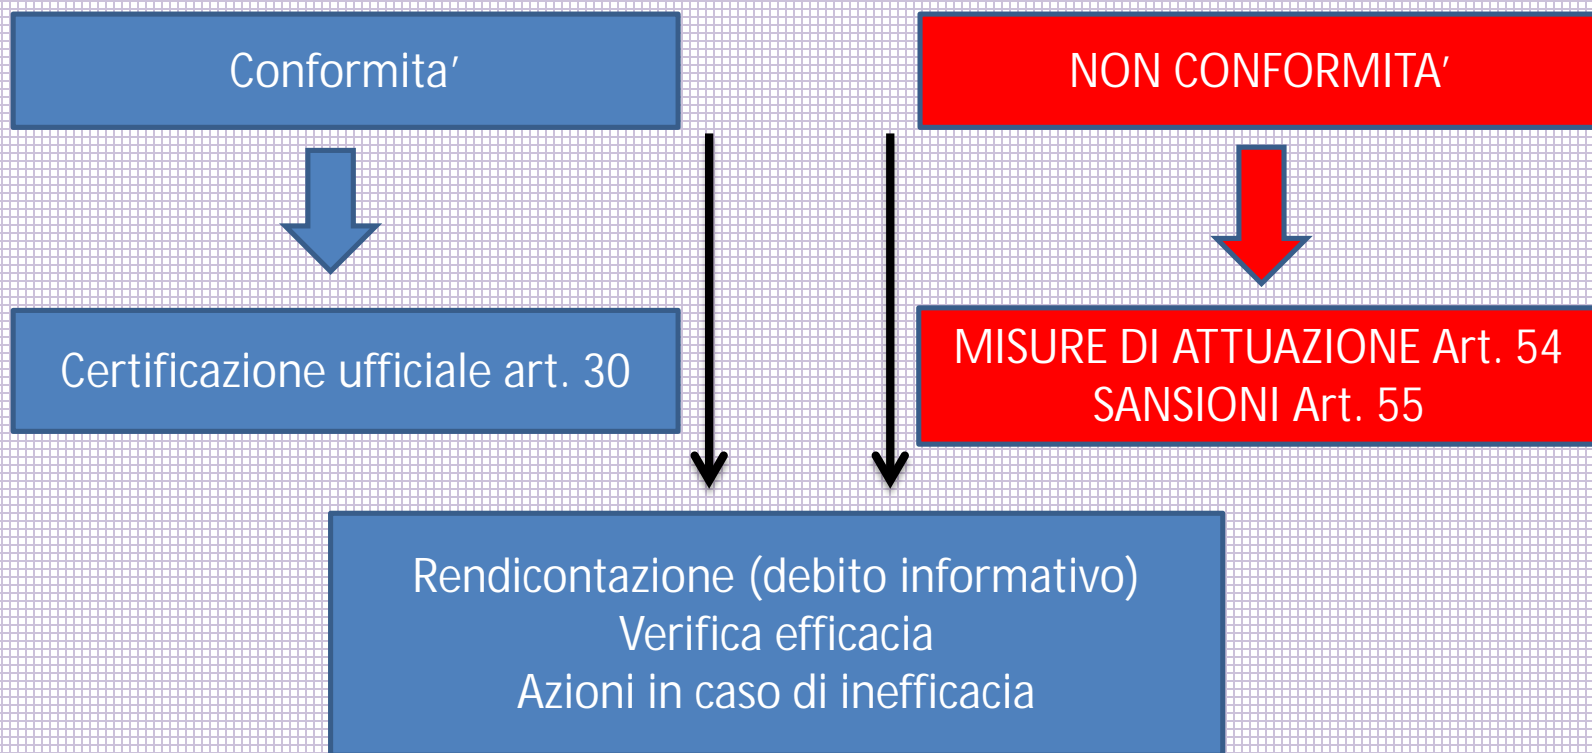 Conformita'
NON CONFORMITA'
Certificazione ufficiale art. 30
MISURE DI ATTUAZIONE Art. 54
SANSIONI Art. 55
Rendicontazione (debito informativo)
Verifica efficacia
Azioni in caso di inefficacia